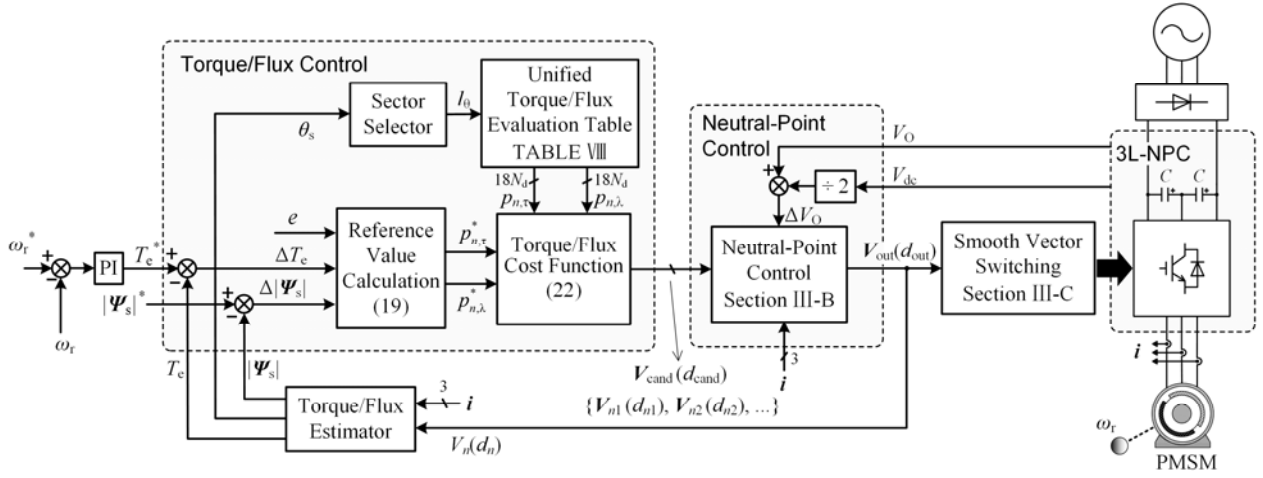 Torque/Flux Control
Sector
Selector
θs
lθ
Unified
Torque/Flux
Evaluation Table
TABLE Ⅷ
18Nd
18Nd
pn,τ
pn,λ
e
Reference
Value
Calculation
(19)
p*n,τ
p*n,λ
Torque/Flux
Cost Function
(22)
ωr*
PI
Te*
+
−
ΔTe
|Ψs|*
+
−
Δ|Ψs|
+
−
ωr
Te
|Ψs|
Torque/Flux
Estimator
3
i
Vn(dn)
Vcand(dcand)
{Vn1(dn1), Vn2(dn2), ...}
Neutral-Point
Control
VO
+
−
÷ 2
Vdc
ΔVO
Neutral-Point
Control
Section Ⅲ-B
3
i
Vout(dout)
Smooth Vector
Switching
Section Ⅲ-C
3L-NPC
C
C
+
+
i
ωr
PMSM